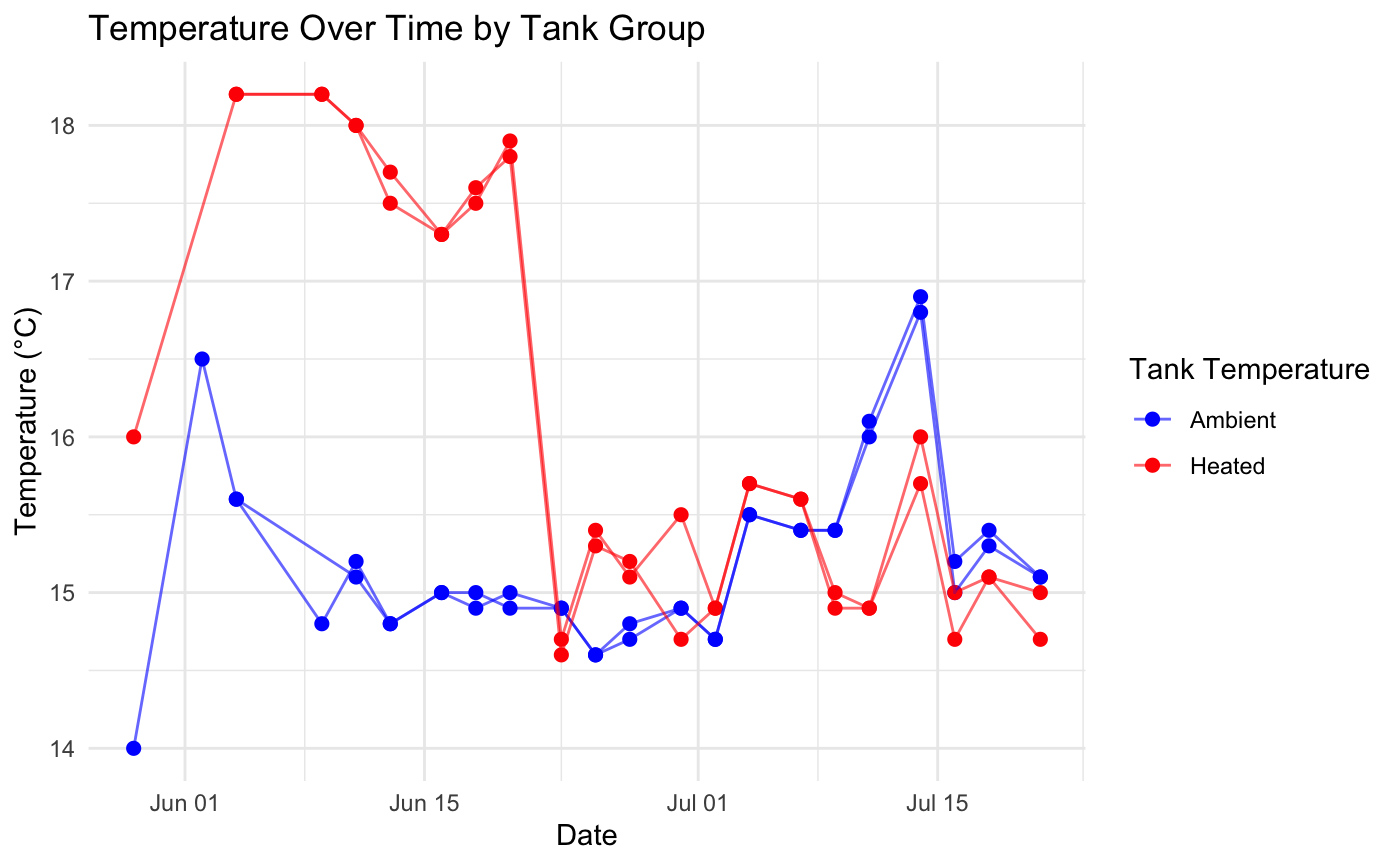 Temperature Over Time by Tank Group
Temperature (°C)
18
17
16
15
14
Jun 01
Jun 15
Jul 01
Jul 15
Date
Tank Temperature
Ambient
Heated